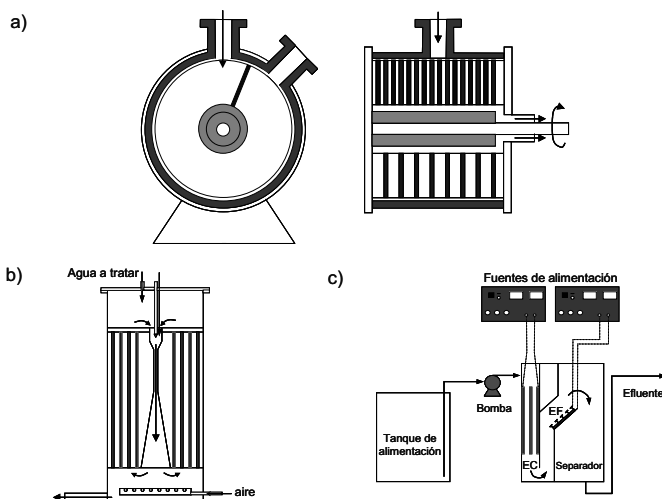 a)
b)
Agua a tratar
aire
c)
Fuentes de alimentación
Bomba
Tanque de
alimentación
EF
EC
Separador
Efluente